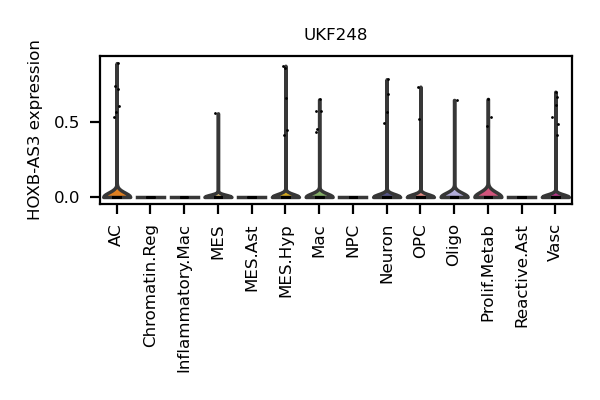 UKF248
HOXB-AS3 expression
0.5
0.0
AC
Chromatin.Reg
Inflammatory.Mac
MES
MES.Ast
MES.Hyp
Mac
NPC
Neuron
OPC
Oligo
Prolif.Metab
Reactive.Ast
Vasc